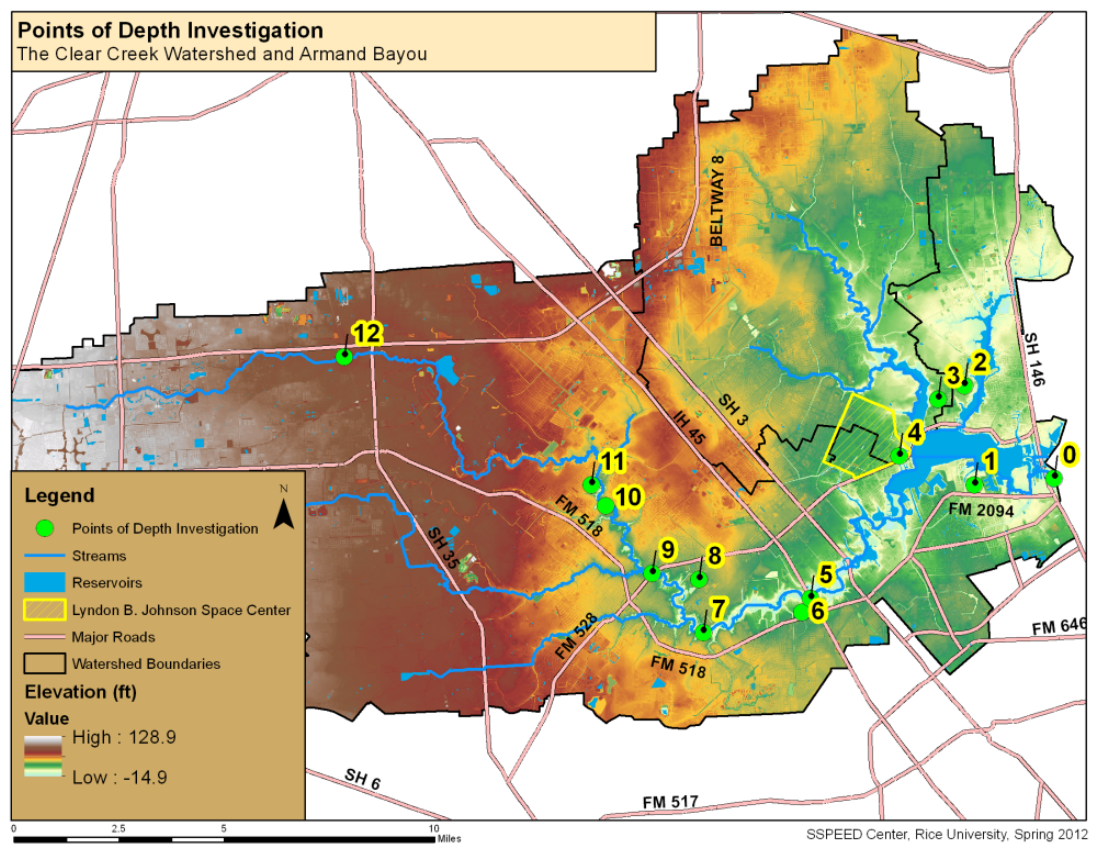 Points of Depth Investigation
The Clear Creek Watershed and Armand Bayou
BELTWAY 8
12
SH 146
2
3
SH 3
IH 45
4
0
1
11
10
FM 518
FM 2094
SH 35
9
8
5
6
7
FM 528
FM 518
FM 646
Legend
N
Points of Depth Investigation
Streams
Reservoirs
Lyndon B. Johnson Space Center
Major Roads
Watershed Boundaries
Elevation (ft)
Value
High : 128.9
Low : -14.9
SH 6
FM 517
0 2.5 5 10
Miles
SSPEED Center, Rice University, Spring 2012